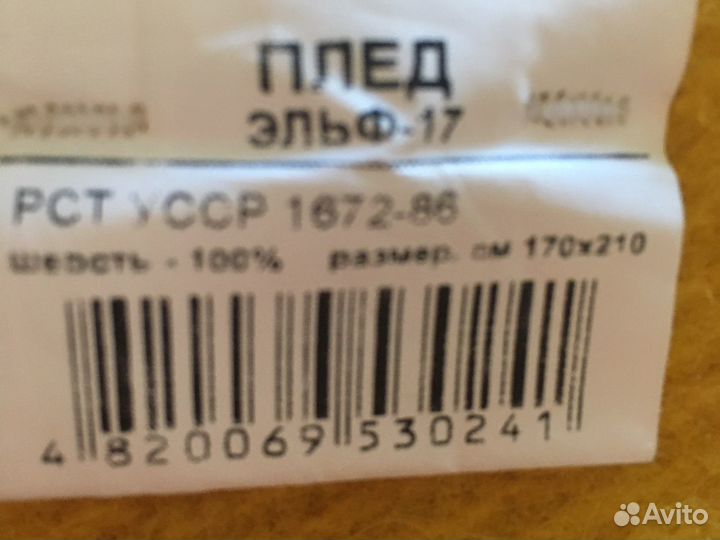 ПЛЕД
ЭЛЬФ-17
РСТ УССР 1672-86
шерсть - 100% размер. см 170х210
4 820069 530241
Avito